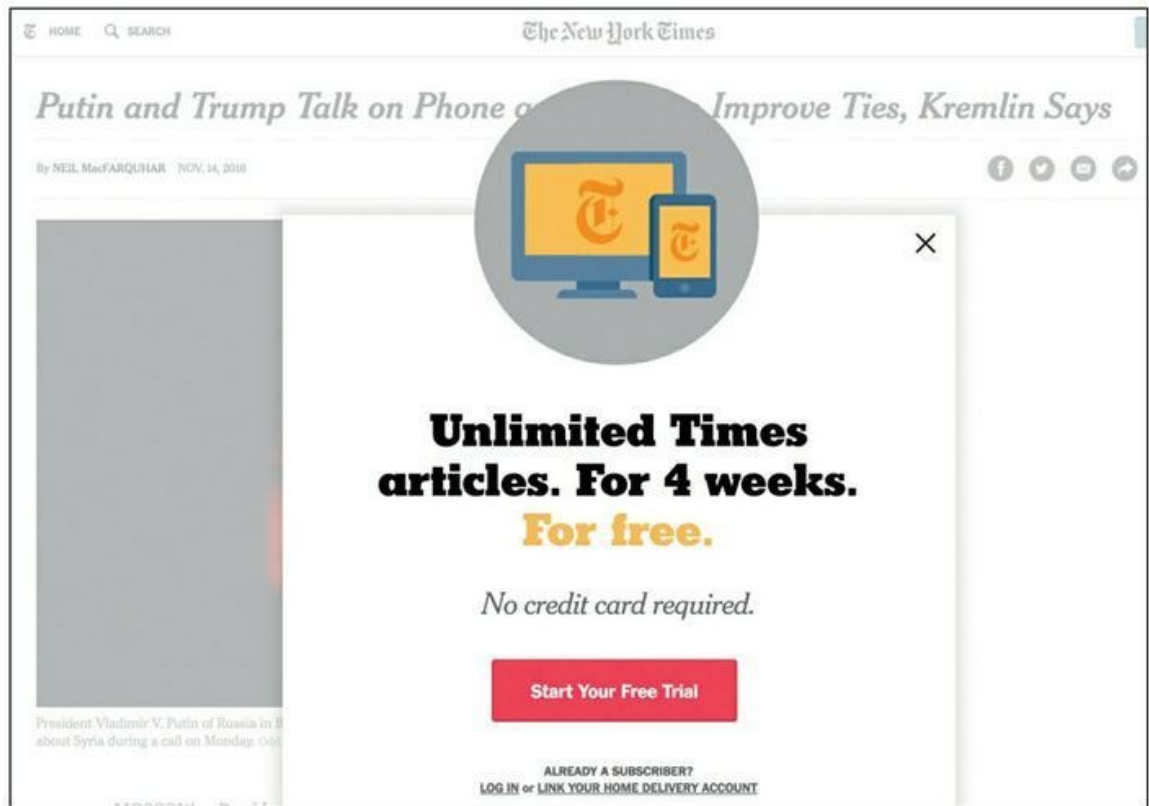 HOME SEARCH The New York Times
Putin and Trump Talk on Phone a Improve Ties, Kremlin Says
By NEIL MacFARQUHAR NOV. 14, 2016
Unlimited Times
articles. For 4 weeks.
For free.
No credit card required.
Start Your Free Trial
President Vladimir V. Putin of Russia in
about Syria during a call on Monday.
ALREADY A SUBSCRIBER?
LOG IN or LINK YOUR HOME DELIVERY ACCOUNT